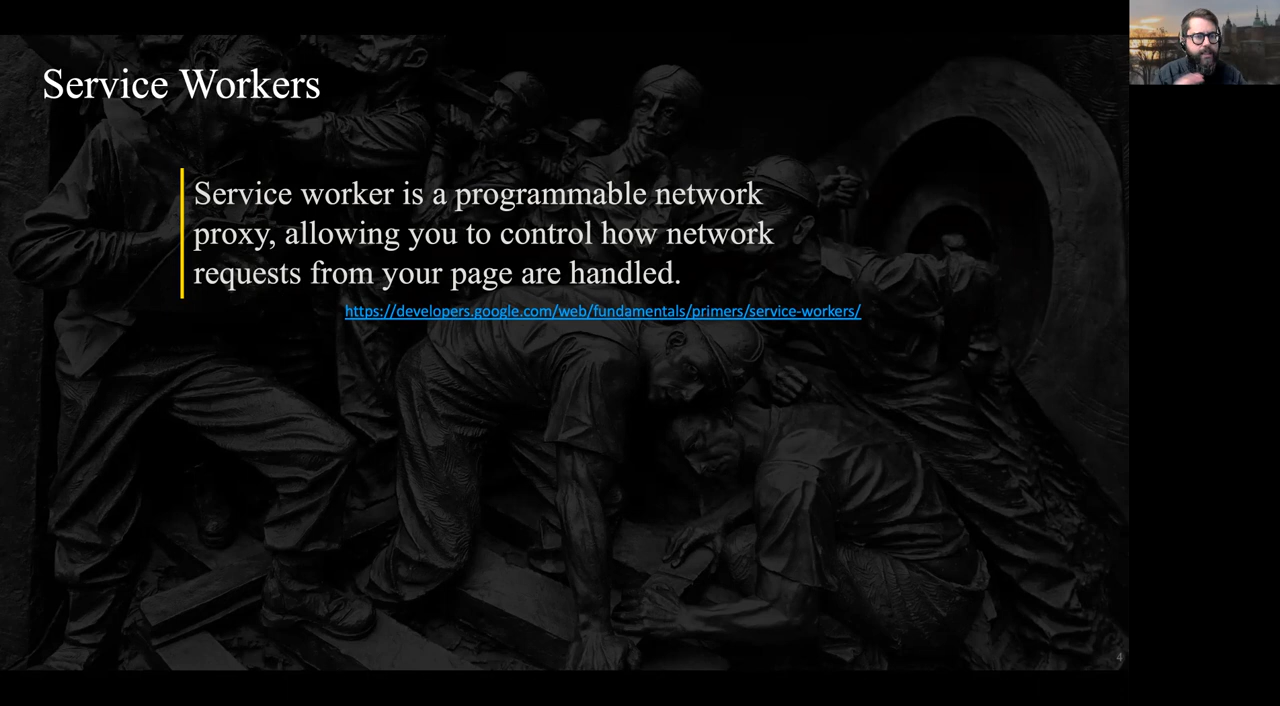 Service Workers
Service worker is a programmable network
proxy, allowing you to control how network
requests from your page are handled.
https://developers.google.com/web/fundamentals/primers/service-workers/
4